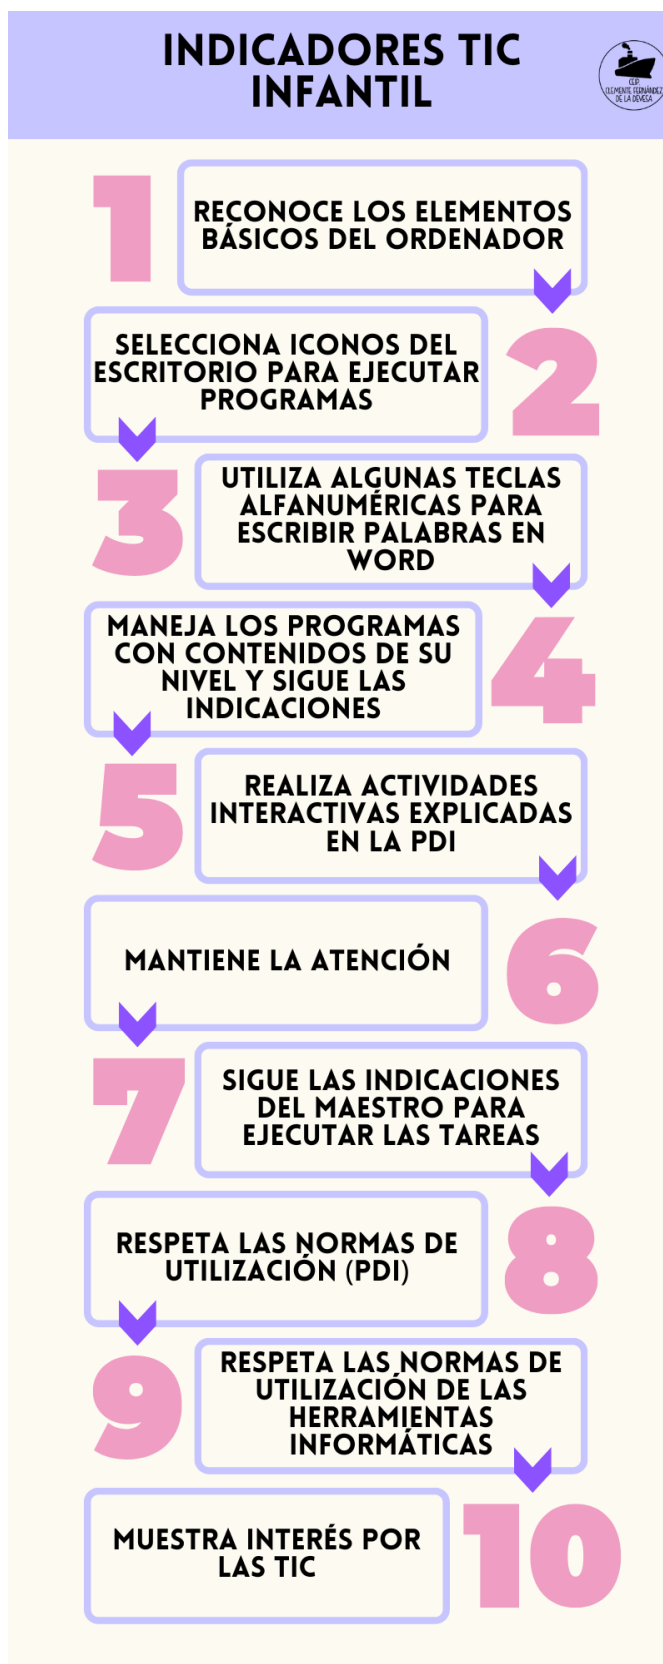 INDICADORES TIC
INFANTIL
CEIP.
CLEMENTE FERNÁNDEZ
DE LA DEVESA
1
RECONOCE LOS ELEMENTOS
BÁSICOS DEL ORDENADOR
SELECCIONA ICONOS DEL
ESCRITORIO PARA EJECUTAR
PROGRAMAS
2
3
UTILIZA ALGUNAS TECLAS
ALFANUMÉRICAS PARA
ESCRIBIR PALABRAS EN
WORD
MANEJA LOS PROGRAMAS
CON CONTENIDOS DE SU
NIVEL Y SIGUE LAS
INDICACIONES
4
5
REALIZA ACTIVIDADES
INTERACTIVAS EXPLICADAS
EN LA PDI
MANTIENE LA ATENCIÓN
6
7
SIGUE LAS INDICACIONES
DEL MAESTRO PARA
EJECUTAR LAS TAREAS
RESPETA LAS NORMAS DE
UTILIZACIÓN (PDI)
8
9
RESPETA LAS NORMAS DE
UTILIZACIÓN DE LAS
HERRAMIENTAS
INFORMÁTICAS
MUESTRA INTERÉS POR
LAS TIC
10